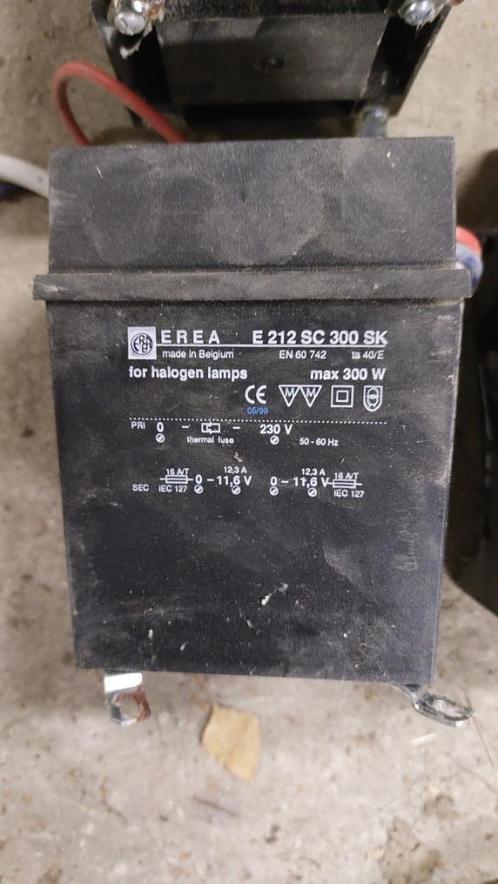 EREA E 212 SC 300 SK
made in Belgium EN 60 742 ta 40/E
for halogen lamps max 300 W
CE M M
05/99
PRI 0 - - 230 V
thermal fuse 50 - 60 Hz
16 A/T 12,3 A 12,3 A 16 A/T
SEC IEC 127 0 - 11,6 V 0 - 11,6 V IEC 127